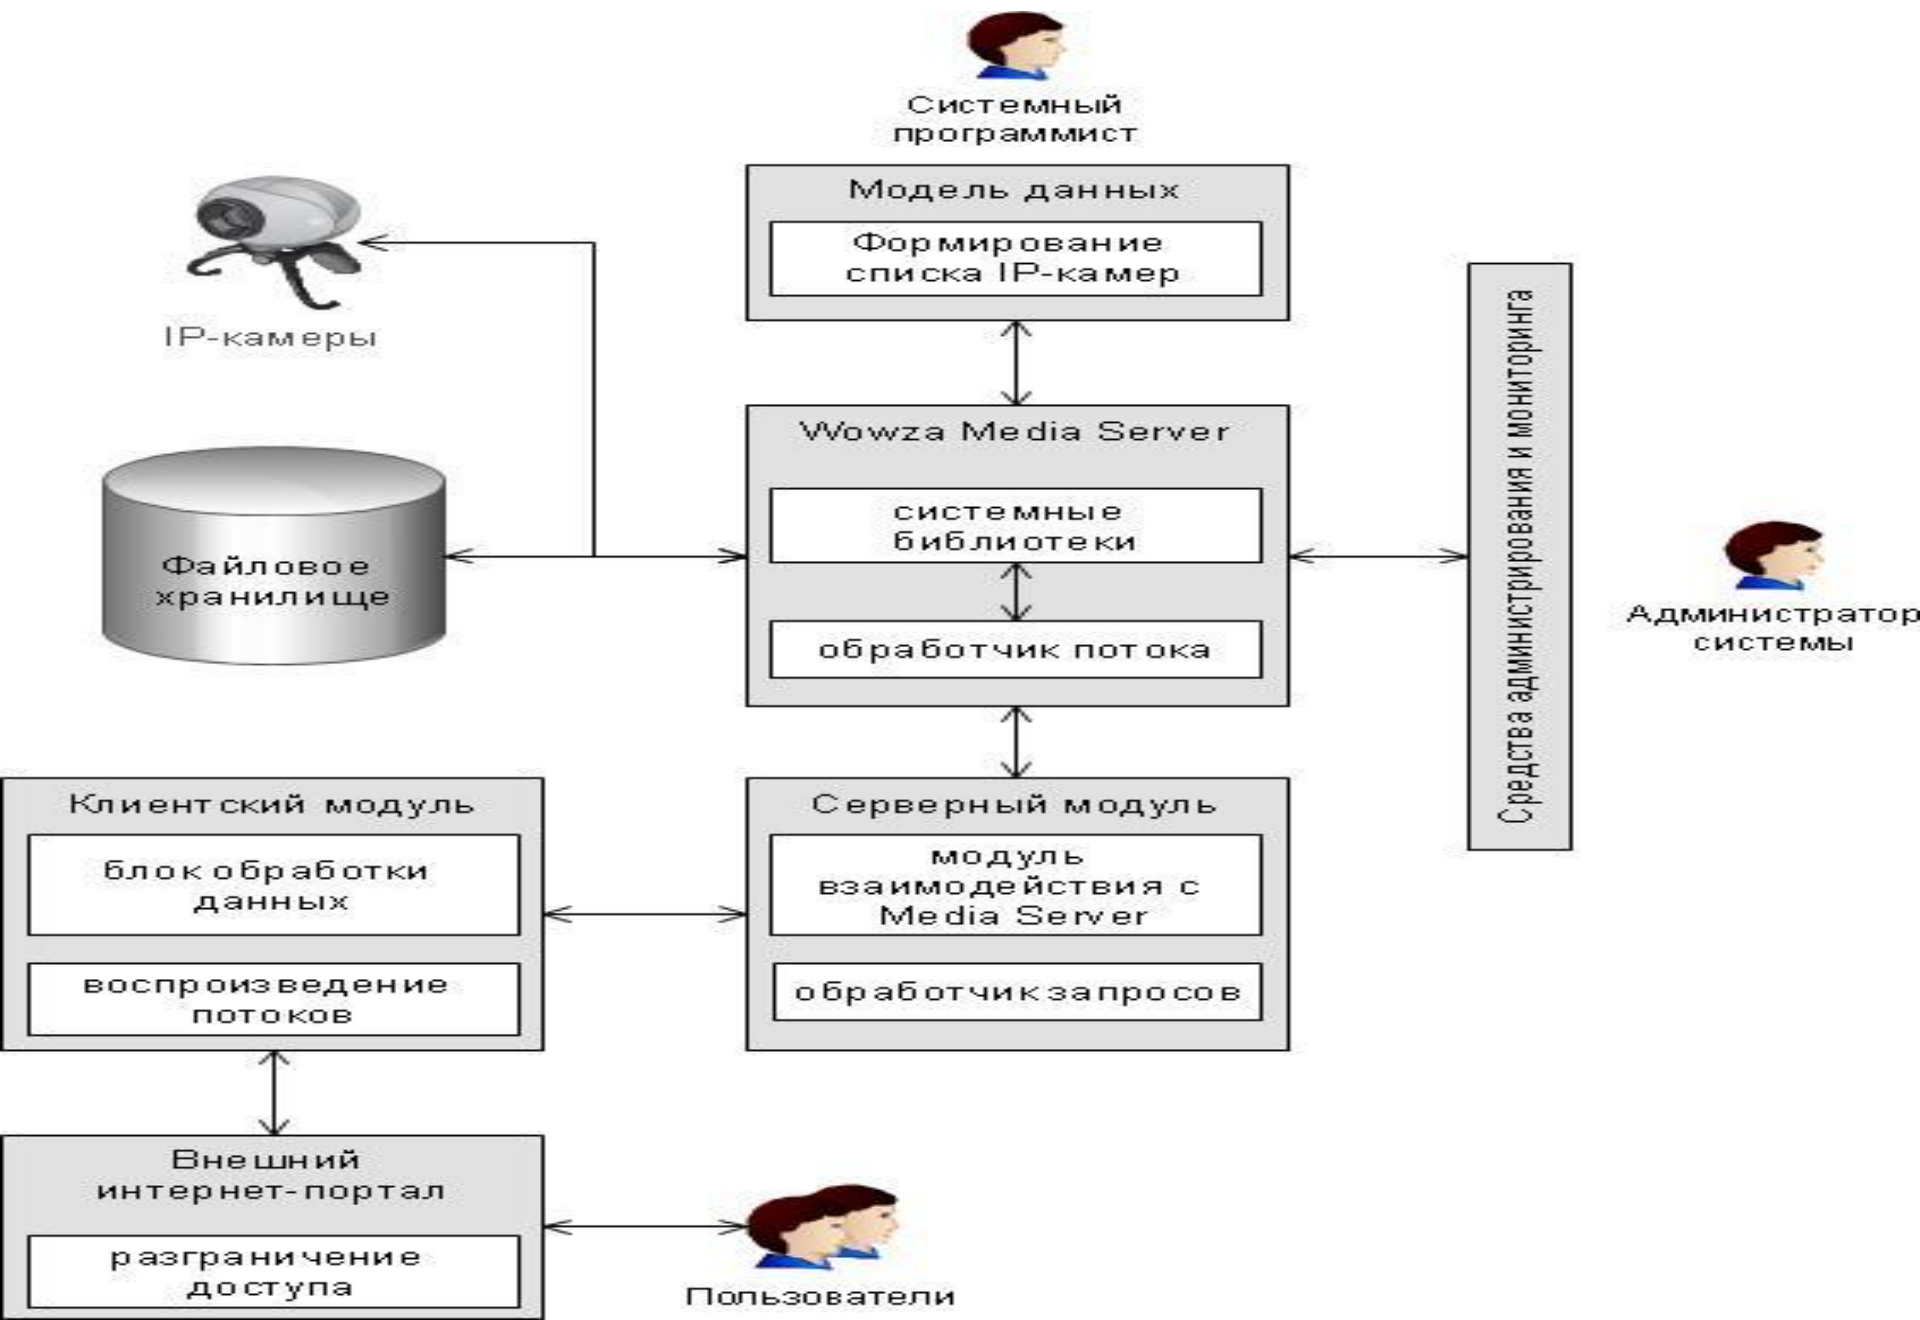 Системный
программист
Модель данных
Формирование
списка IP-камер
IP-камеры
Wowza Media Server
системные
библиотеки
обработчик потока
Файловое
хранилище
Средства администрирования и мониторинга
Администратор
системы
Клиентский модуль
блок обработки
данных
воспроизведение
потоков
Серверный модуль
модуль
взаимодействия с
Media Server
обработчик запросов
Внешний
интернет-портал
разграничение
доступа
Пользователи